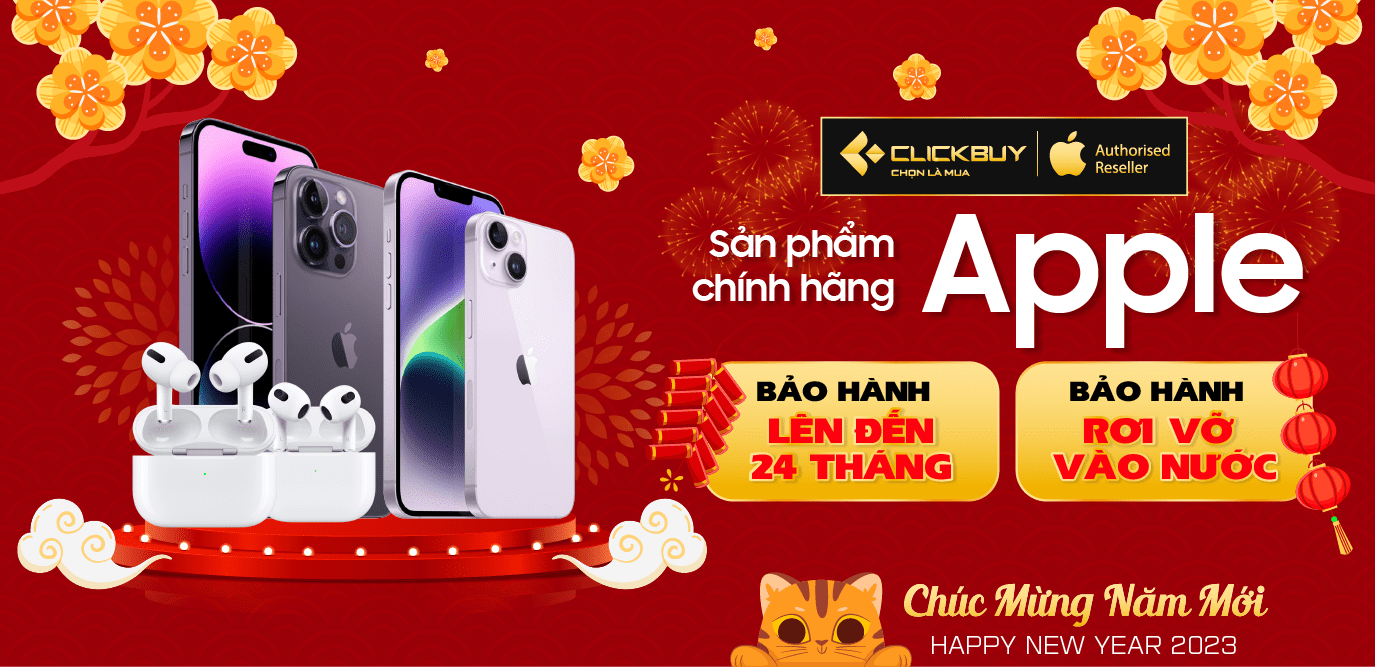 CLICKBUY
CHỌN LÀ MUA
Authorised
Reseller
Sản phẩm
chính hãng
Apple
BẢO HÀNH
LÊN ĐẾN
24 THÁNG
BẢO HÀNH
RƠI VỠ
VÀO NƯỚC
Chúc Mừng Năm Mới
HAPPY NEW YEAR 2023